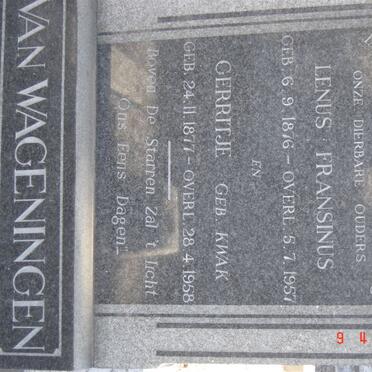 ONZE DIERBARE OUDERS
LENUS FRANSINUS
GEB. 6. 9. 1876 – OVERL. 5. 7. 1957
EN
GERRITJE GEB. KWAK
GEB. 24. 11. 1877 – OVERL. 28. 4. 1958
Boven De Starren Zal 't licht
Ons Eens Dagen"
VAN WAGENINGEN
9 4